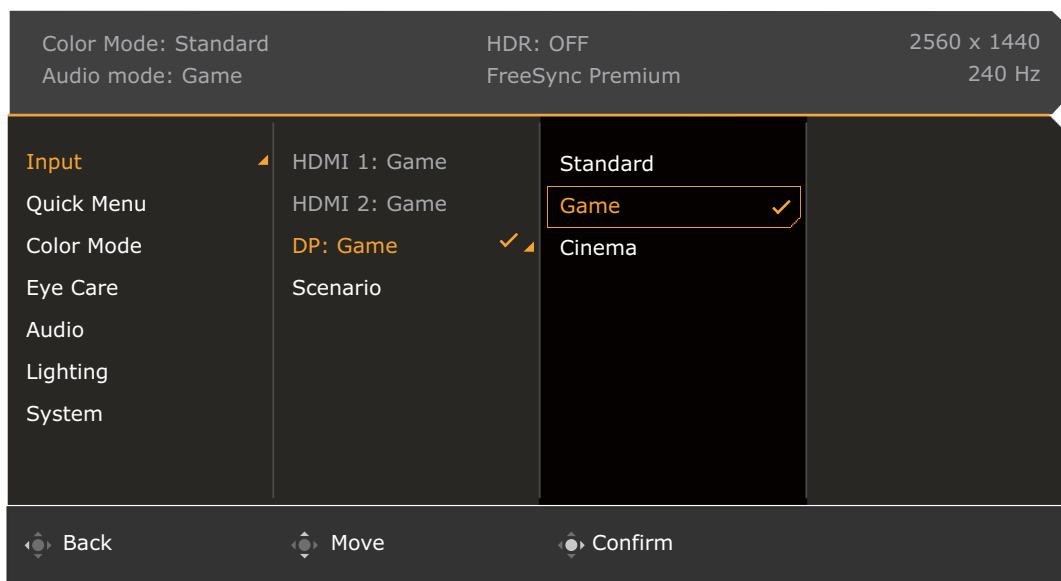 Color Mode: Standard
HDR: OFF
2560 x 1440
Audio mode: Game
FreeSync Premium
240 Hz
Input
HDMI 1: Game
Standard
Quick Menu
HDMI 2: Game
Game
Color Mode
DP: Game
Cinema
Eye Care
Scenario
Audio
Lighting
System
Back
Move
Confirm